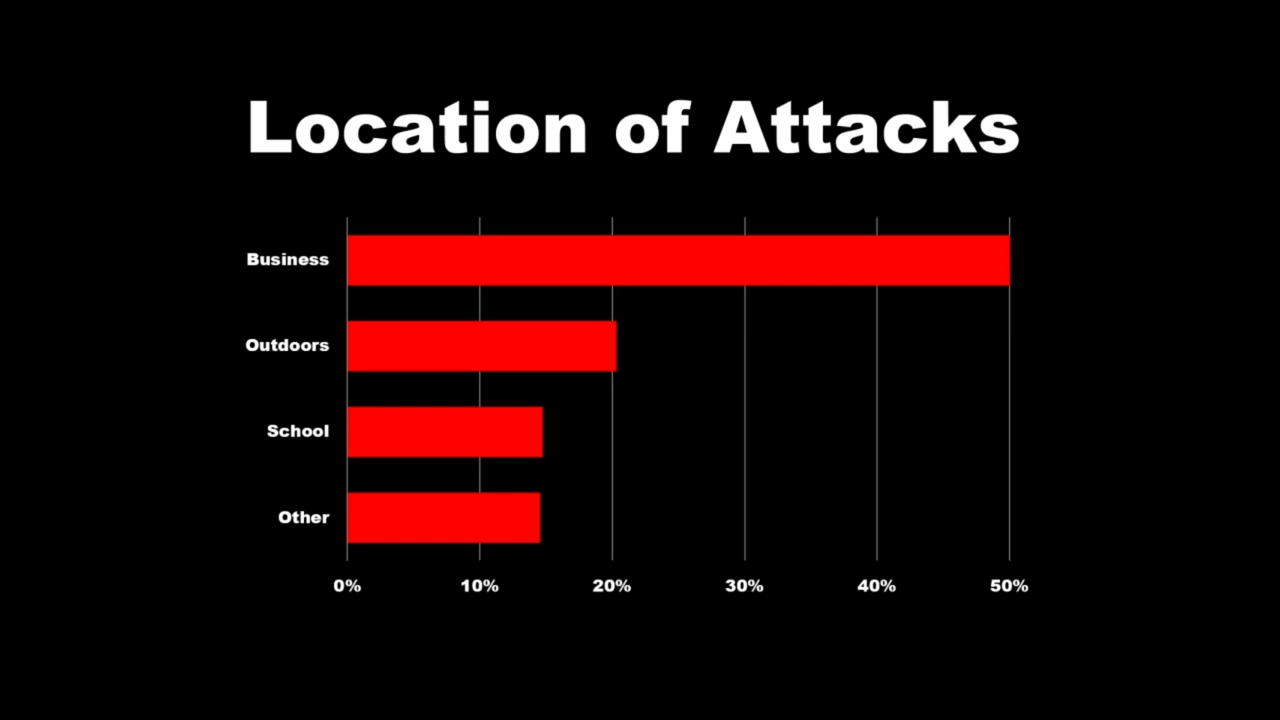 Location of Attacks
Business
Outdoors
School
Other
0% 10% 20% 30% 40% 50%